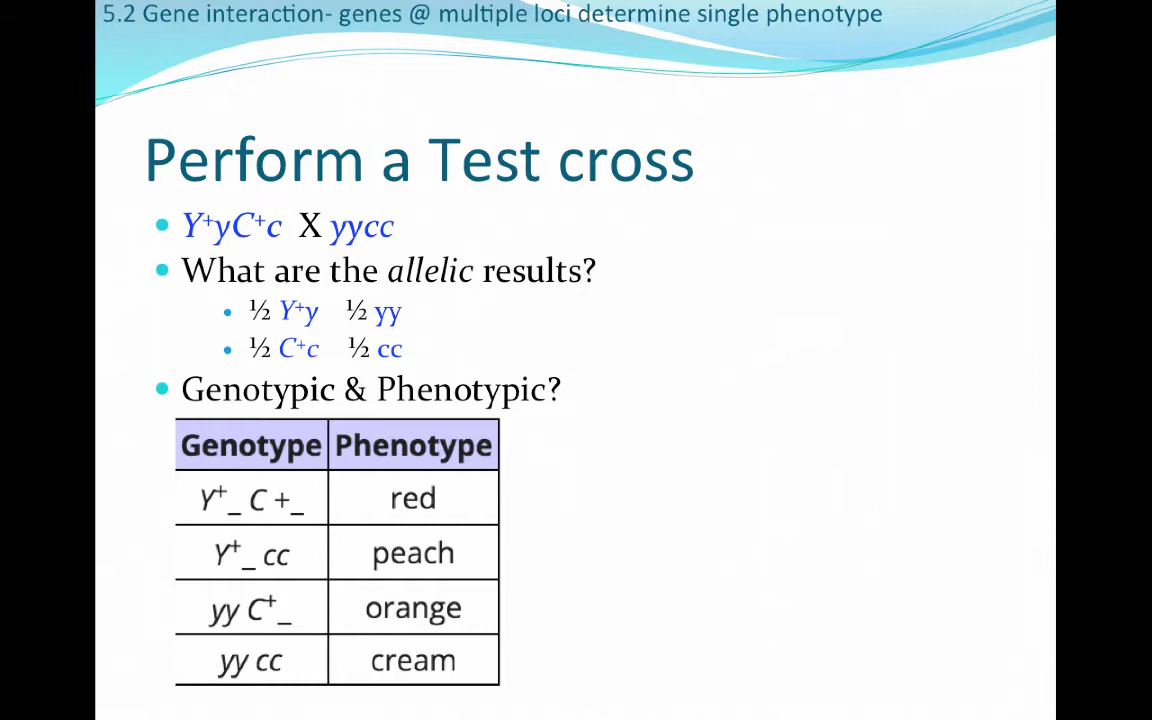 5.2 Gene interaction- genes @ multiple loci determine single phenotype
Perform a Test cross
• Y⁺yC⁺c X yycc
• What are the allelic results?
• ½ Y⁺y ½ yy
• ½ C⁺c ½ cc
• Genotypic & Phenotypic?
Genotype Phenotype
Y⁺_ C +_ red
Y⁺_ cc peach
yy C⁺_ orange
yy cc cream